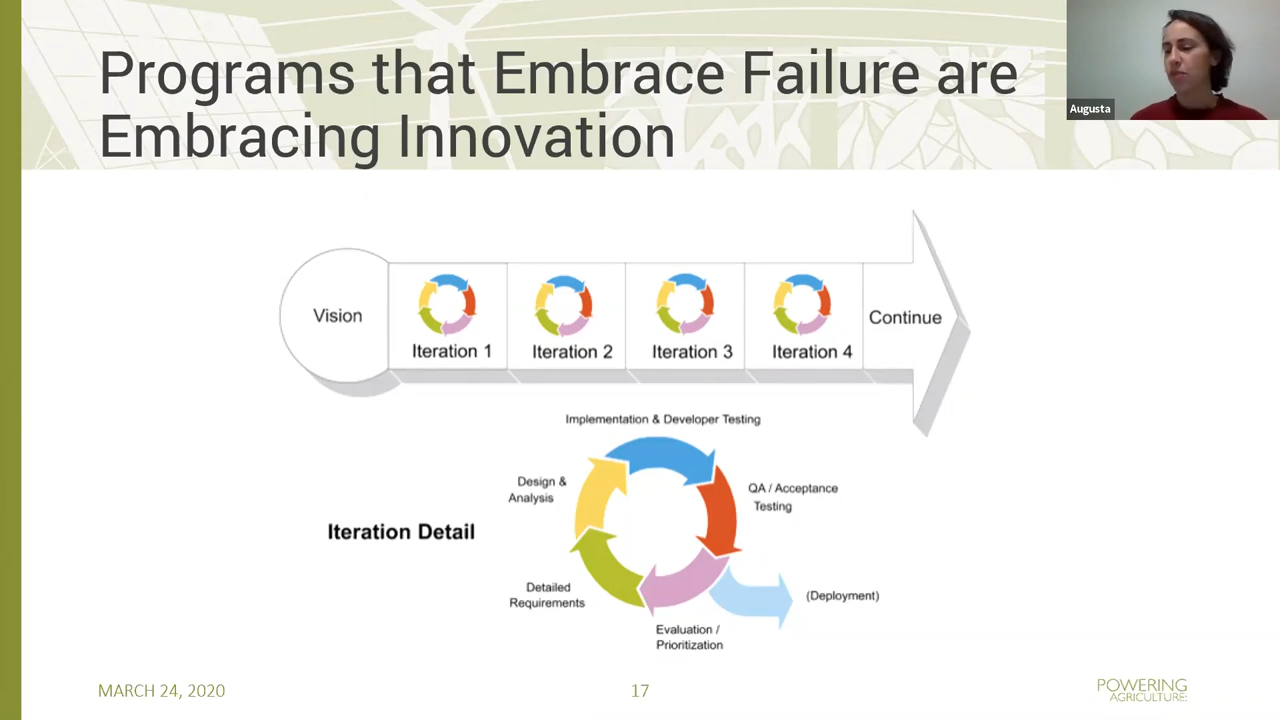 Programs that Embrace Failure are
Embracing Innovation
Augusta
Vision
Iteration 1
Iteration 2
Iteration 3
Iteration 4
Continue
Implementation & Developer Testing
Design &
Analysis
QA / Acceptance
Testing
Iteration Detail
Detailed
Requirements
(Deployment)
Evaluation /
Prioritization
MARCH 24, 2020
17
POWERING
AGRICULTURE: